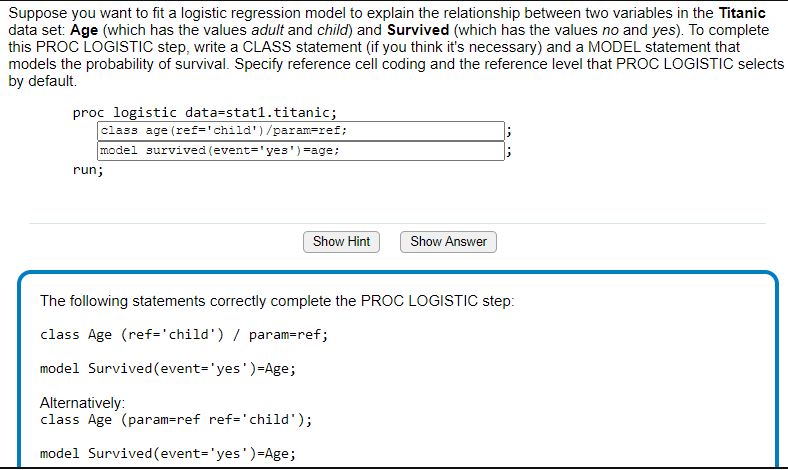 Suppose you want to fit a logistic regression model to explain the relationship between two variables in the Titanic
data set: Age (which has the values adult and child) and Survived (which has the values no and yes). To complete
this PROC LOGISTIC step, write a CLASS statement (if you think it's necessary) and a MODEL statement that
models the probability of survival. Specify reference cell coding and the reference level that PROC LOGISTIC selects
by default.
proc logistic data=stat1.titanic;
class age(ref='child')/param=ref; ;
model survived(event='yes')=age; ;
run;
Show Hint Show Answer
The following statements correctly complete the PROC LOGISTIC step:
class Age (ref='child') / param=ref;
model Survived(event='yes')=Age;
Alternatively:
class Age (param=ref ref='child');
model Survived(event='yes')=Age;